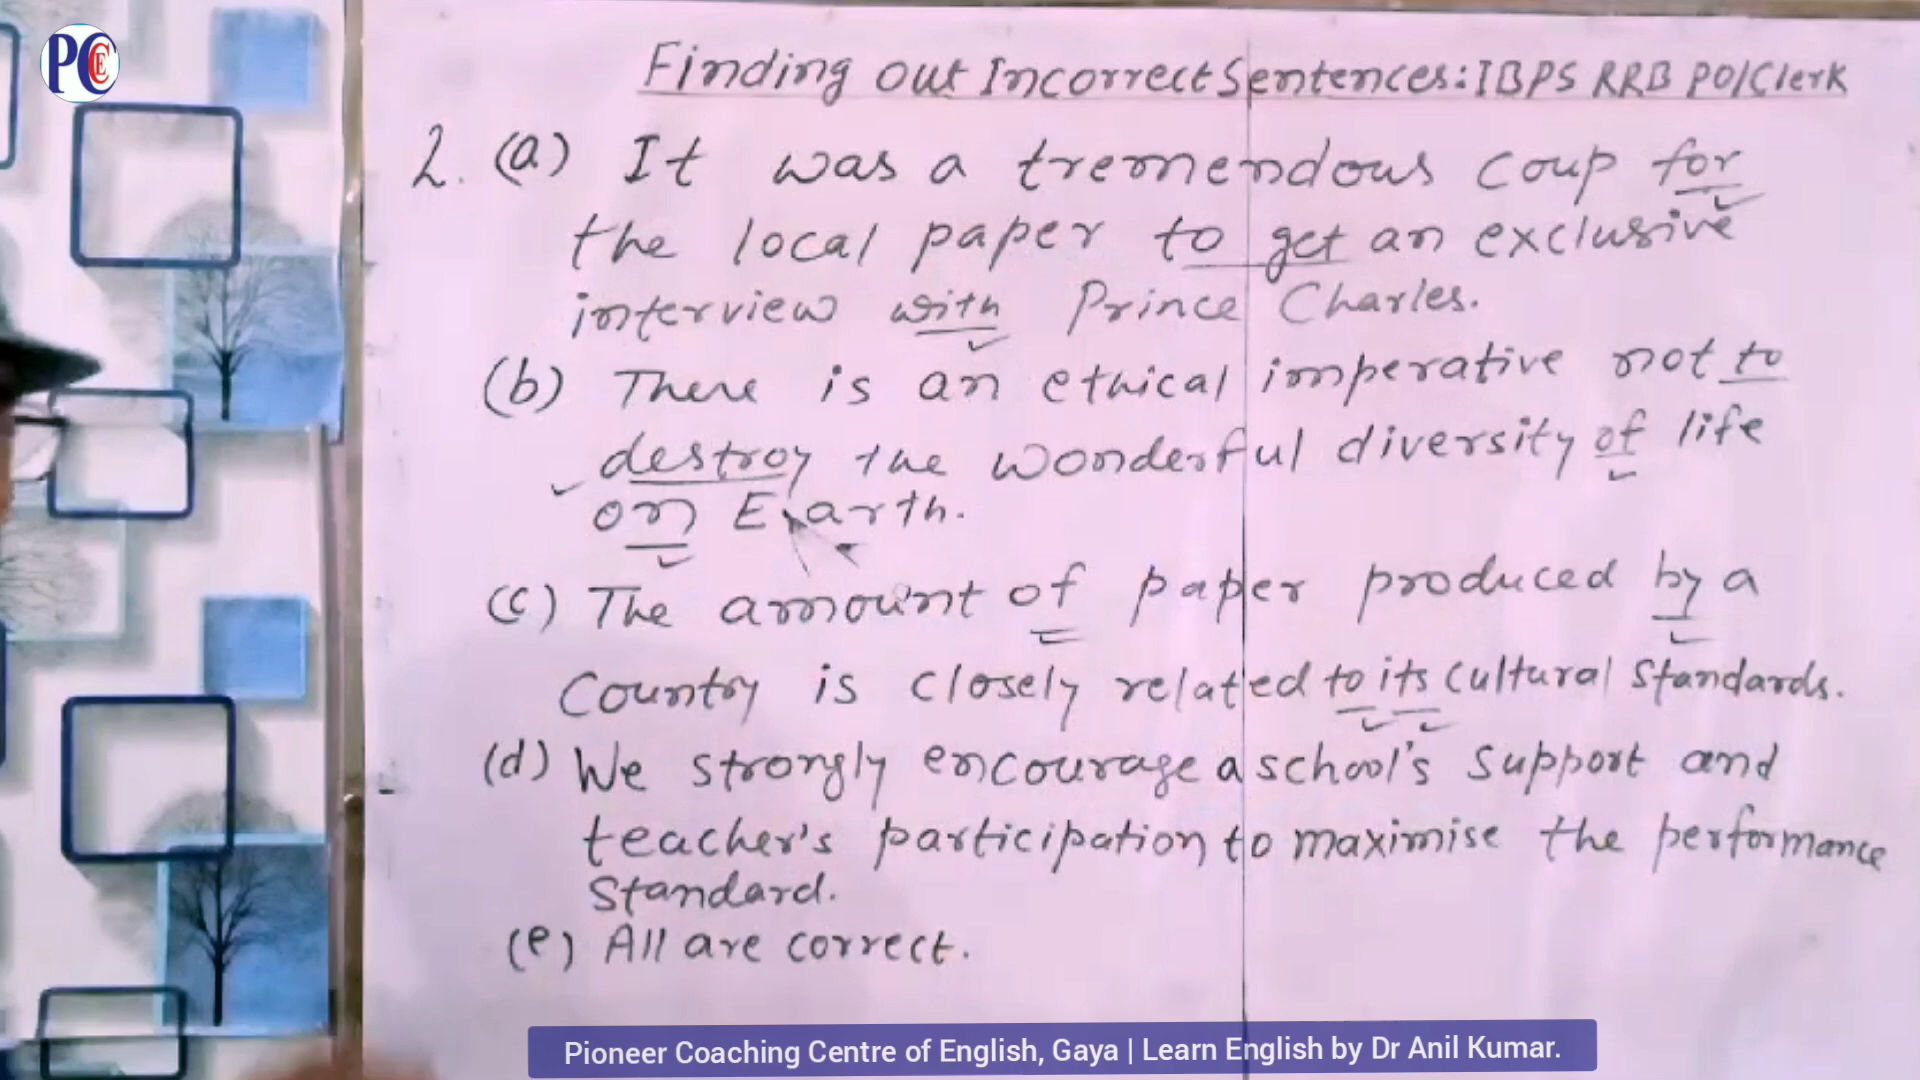 PCCE
Finding out Incorrect Sentences: IBPS RRB PO/Clerk
2. (a) It was a tremendous coup for
the local paper to get an exclusive
interview with Prince Charles.
(b) There is an ethical imperative not to
destroy the wonderful diversity of life
on Earth.
(c) The amount of paper produced by a
Country is closely related to its cultural standards.
(d) We strongly encourage a school's support and
teacher's participation to maximise the performance
standard.
(e) All are correct.
Pioneer Coaching Centre of English, Gaya | Learn English by Dr Anil Kumar.